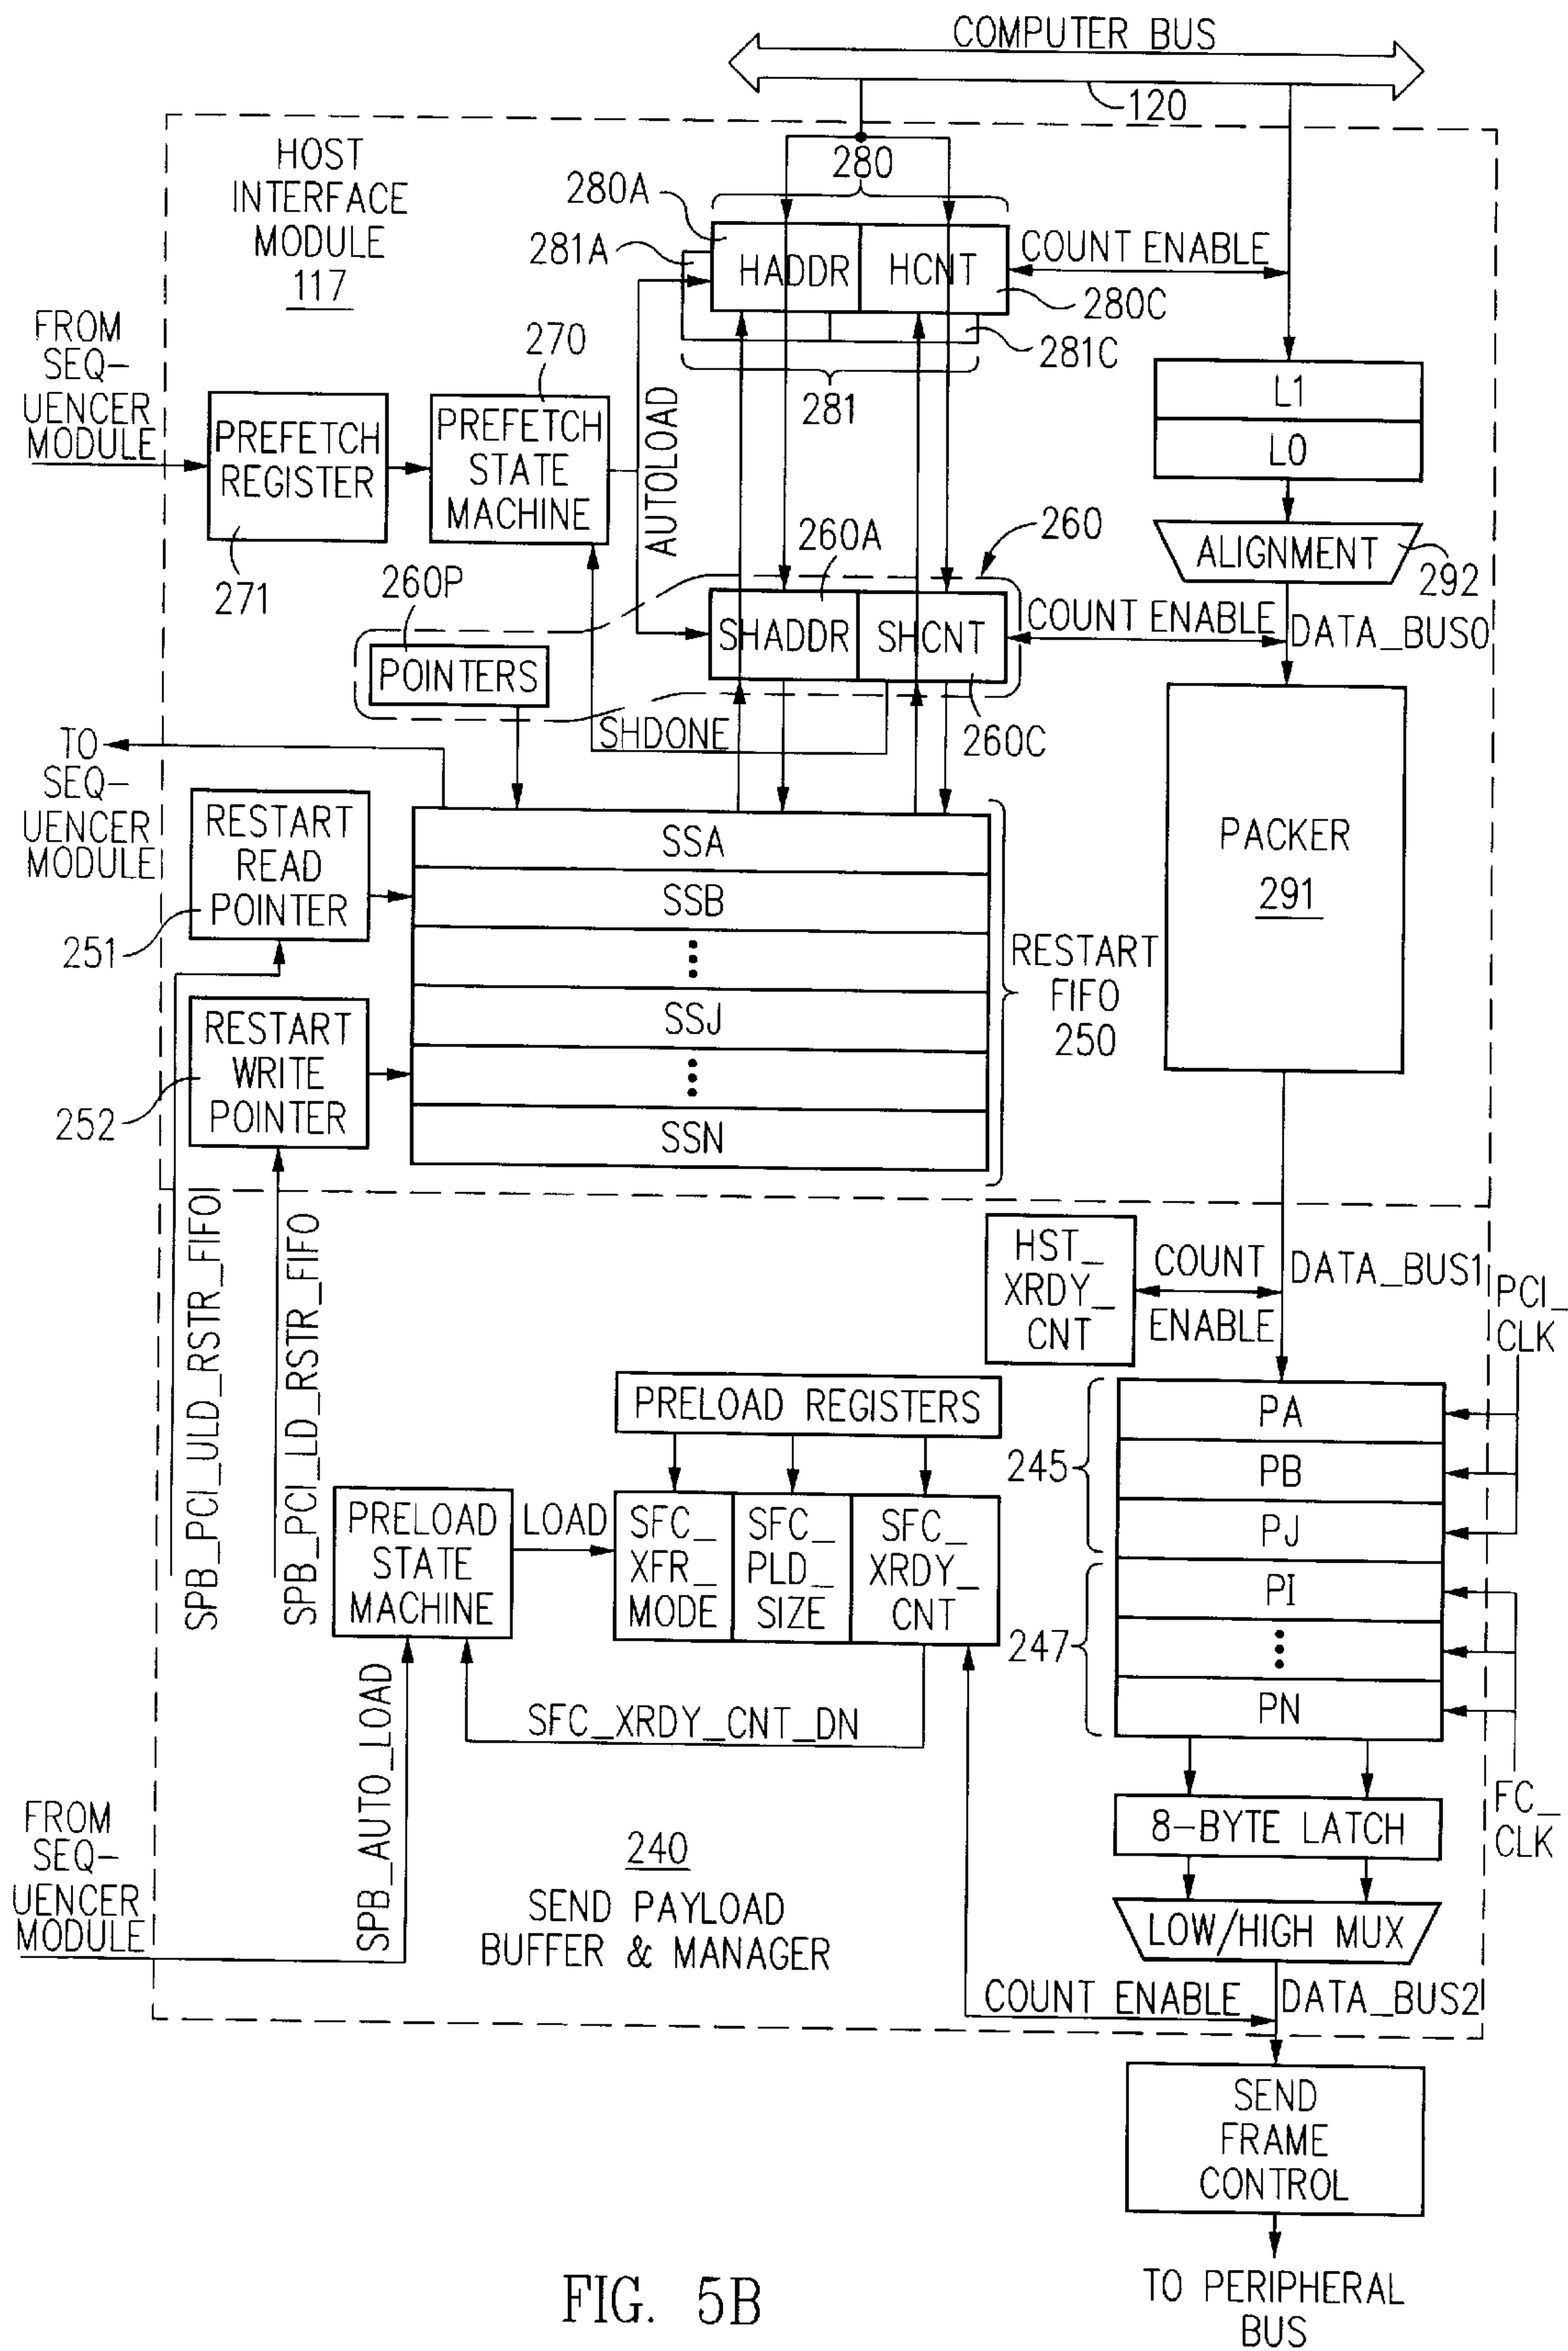 COMPUTER BUS
120
HOST
INTERFACE
MODULE
117
280
280A
281A
HADDR
HCNT
COUNT ENABLE
280C
281C
281
FROM
SEQ-
UENCER
MODULE
PREFETCH
REGISTER
271
270
PREFETCH
STATE
MACHINE
AUTOLOAD
L1
L0
ALIGNMENT
292
260
260A
260P
POINTERS
SHADDR
SHCNT
COUNT ENABLE
DATA_BUS0
260C
SHDONE
TO
SEQ-
UENCER
MODULE
RESTART
READ
POINTER
251
RESTART
WRITE
POINTER
252
SSA
SSB
SSJ
SSN
RESTART
FIFO
250
PACKER
291
SPB_PCI_ULD_RSTR_FIFO
SPB_PCI_LD_RSTR_FIFO
HST_
XRDY_
CNT
COUNT
ENABLE
DATA_BUS1
PCI_
CLK
PRELOAD REGISTERS
PRELOAD
STATE
MACHINE
LOAD
SFC_
XFR_
MODE
SFC_
PLD_
SIZE
SFC_
XRDY_
CNT
SFC_XRDY_CNT_DN
245
247
PA
PB
PJ
PI
PN
8-BYTE LATCH
FC_
CLK
LOW/HIGH MUX
FROM
SEQ-
UENCER
MODULE
SPB_AUTO_LOAD
240
SEND PAYLOAD
BUFFER & MANAGER
COUNT ENABLE
DATA_BUS2
SEND
FRAME
CONTROL
TO PERIPHERAL
BUS
FIG. 5B